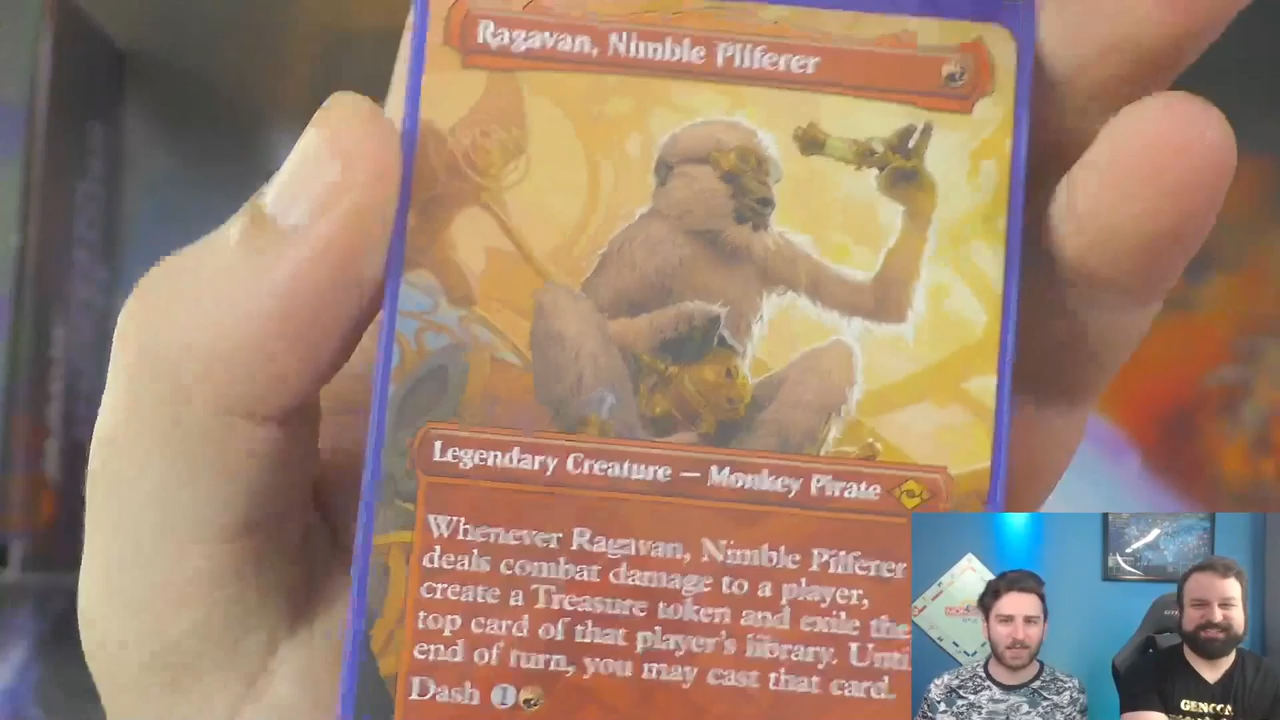 Ragavan, Nimble Pilferer
Legendary Creature — Monkey Pirate
Whenever Ragavan, Nimble Pilferer
deals combat damage to a player,
create a Treasure token and exile the
top card of that player's library. Until
end of turn, you may cast that card.
Dash 1
GENCON